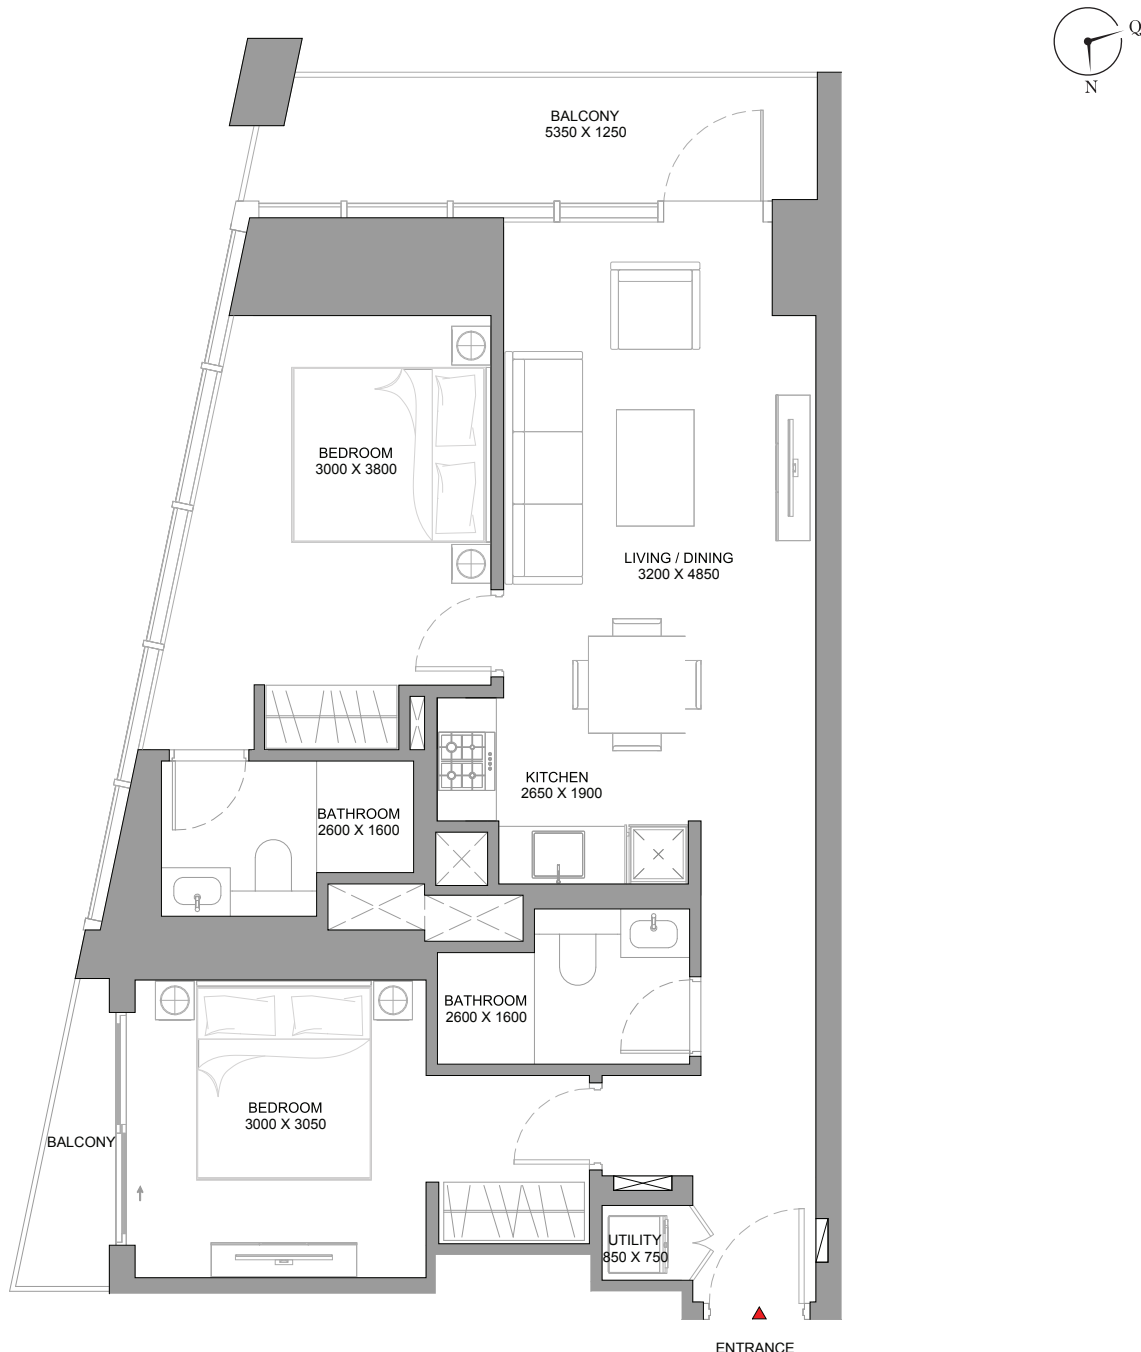 Q
N
BALCONY
5350 X 1250
BEDROOM
3000 X 3800
LIVING / DINING
3200 X 4850
KITCHEN
2650 X 1900
BATHROOM
2600 X 1600
BATHROOM
2600 X 1600
BEDROOM
3000 X 3050
BALCONY
UTILITY
850 X 750
ENTRANCE